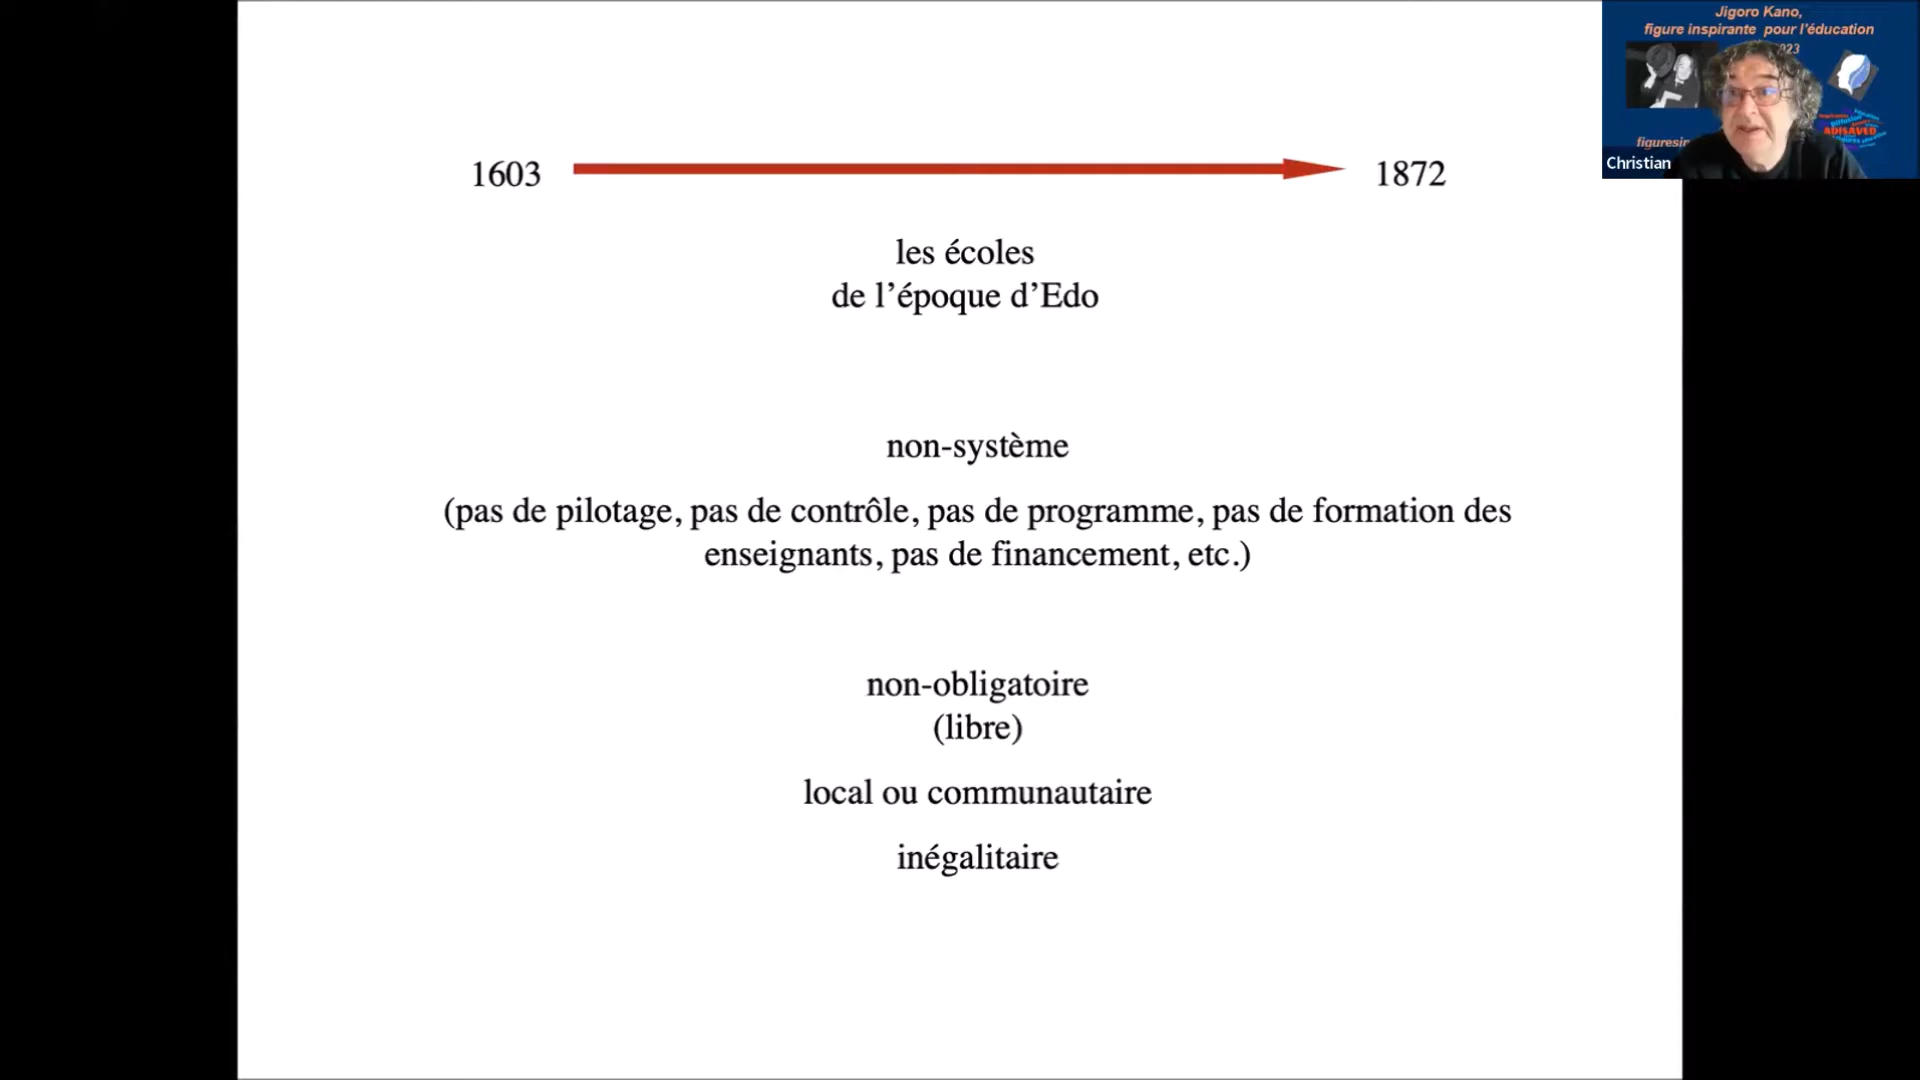 1603
1872
les écoles
de l’époque d’Edo
non-système
(pas de pilotage, pas de contrôle, pas de programme, pas de formation des
enseignants, pas de financement, etc.)
non-obligatoire
(libre)
local ou communautaire
inégalitaire
Jigoro Kano,
figure inspirante pour l'éducation
Christian
ADISAVED